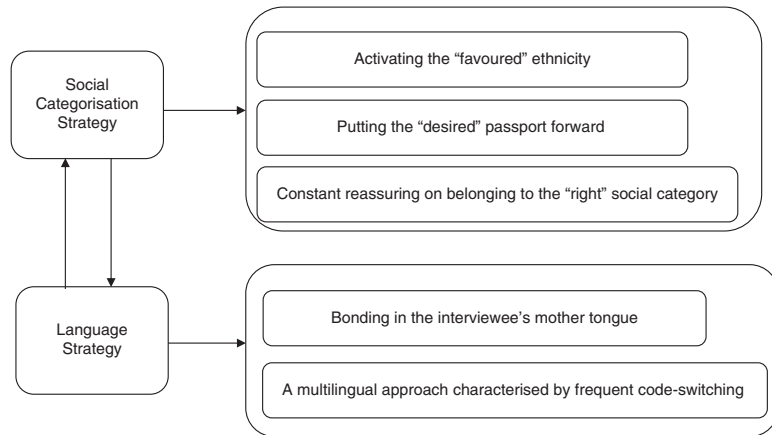 Social
Categorisation
Strategy
Activating the “favoured” ethnicity
Putting the “desired” passport forward
Constant reassuring on belonging to the “right” social category
Language
Strategy
Bonding in the interviewee’s mother tongue
A multilingual approach characterised by frequent code-switching